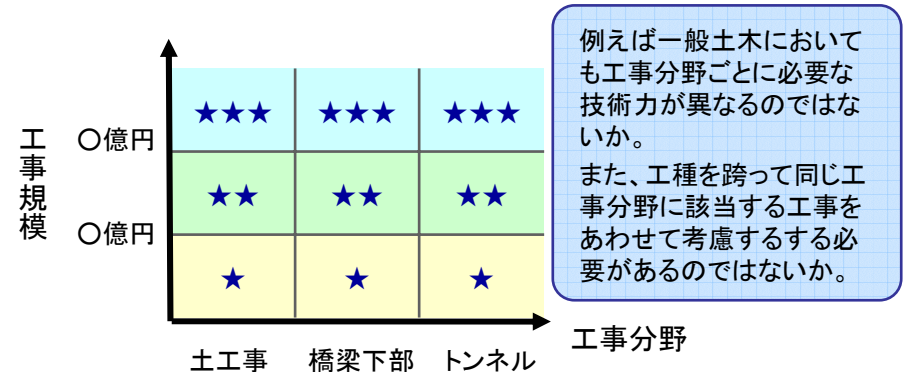 例えば一般土木において
も工事分野ごとに必要な
技術力が異なるのではな
いか。
また、工種を跨って同じ工
事分野に該当する工事を
あわせて考慮するする必
要があるのではないか。
工事規模
〇億円
〇億円
★★★ ★★★ ★★★
★★ ★★ ★★
★ ★ ★
土工事 橋梁下部 トンネル
工事分野